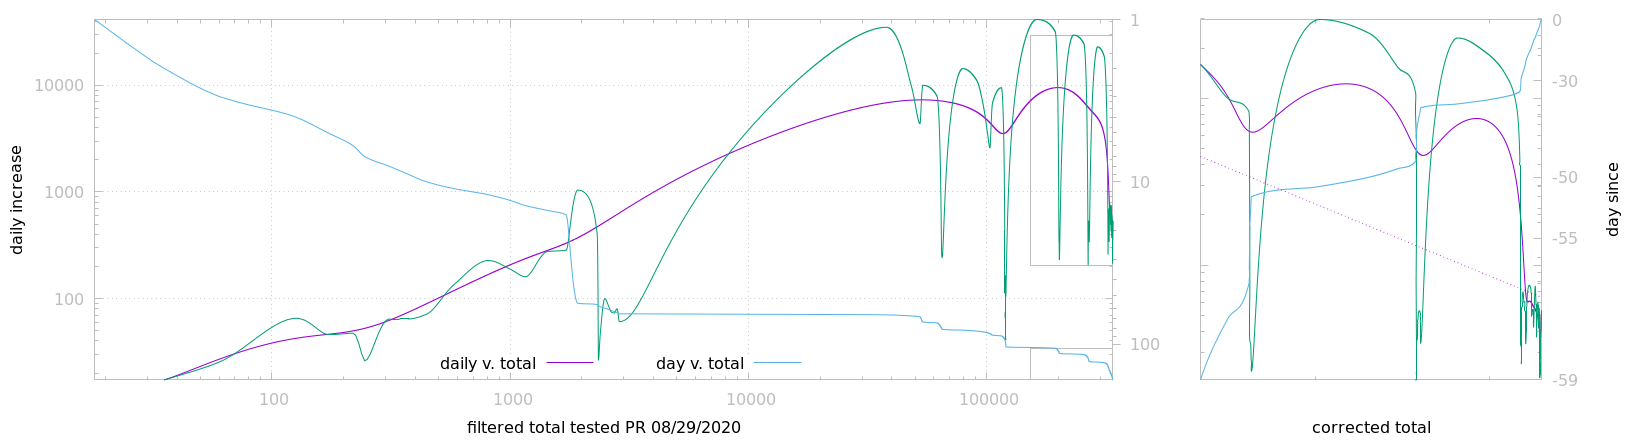 daily increase
10000
1000
100
100
1000
10000
100000
filtered total tested PR 08/29/2020
daily v. total
day v. total
1
10
100
0
-30
-50
-55
-59
day since
corrected total